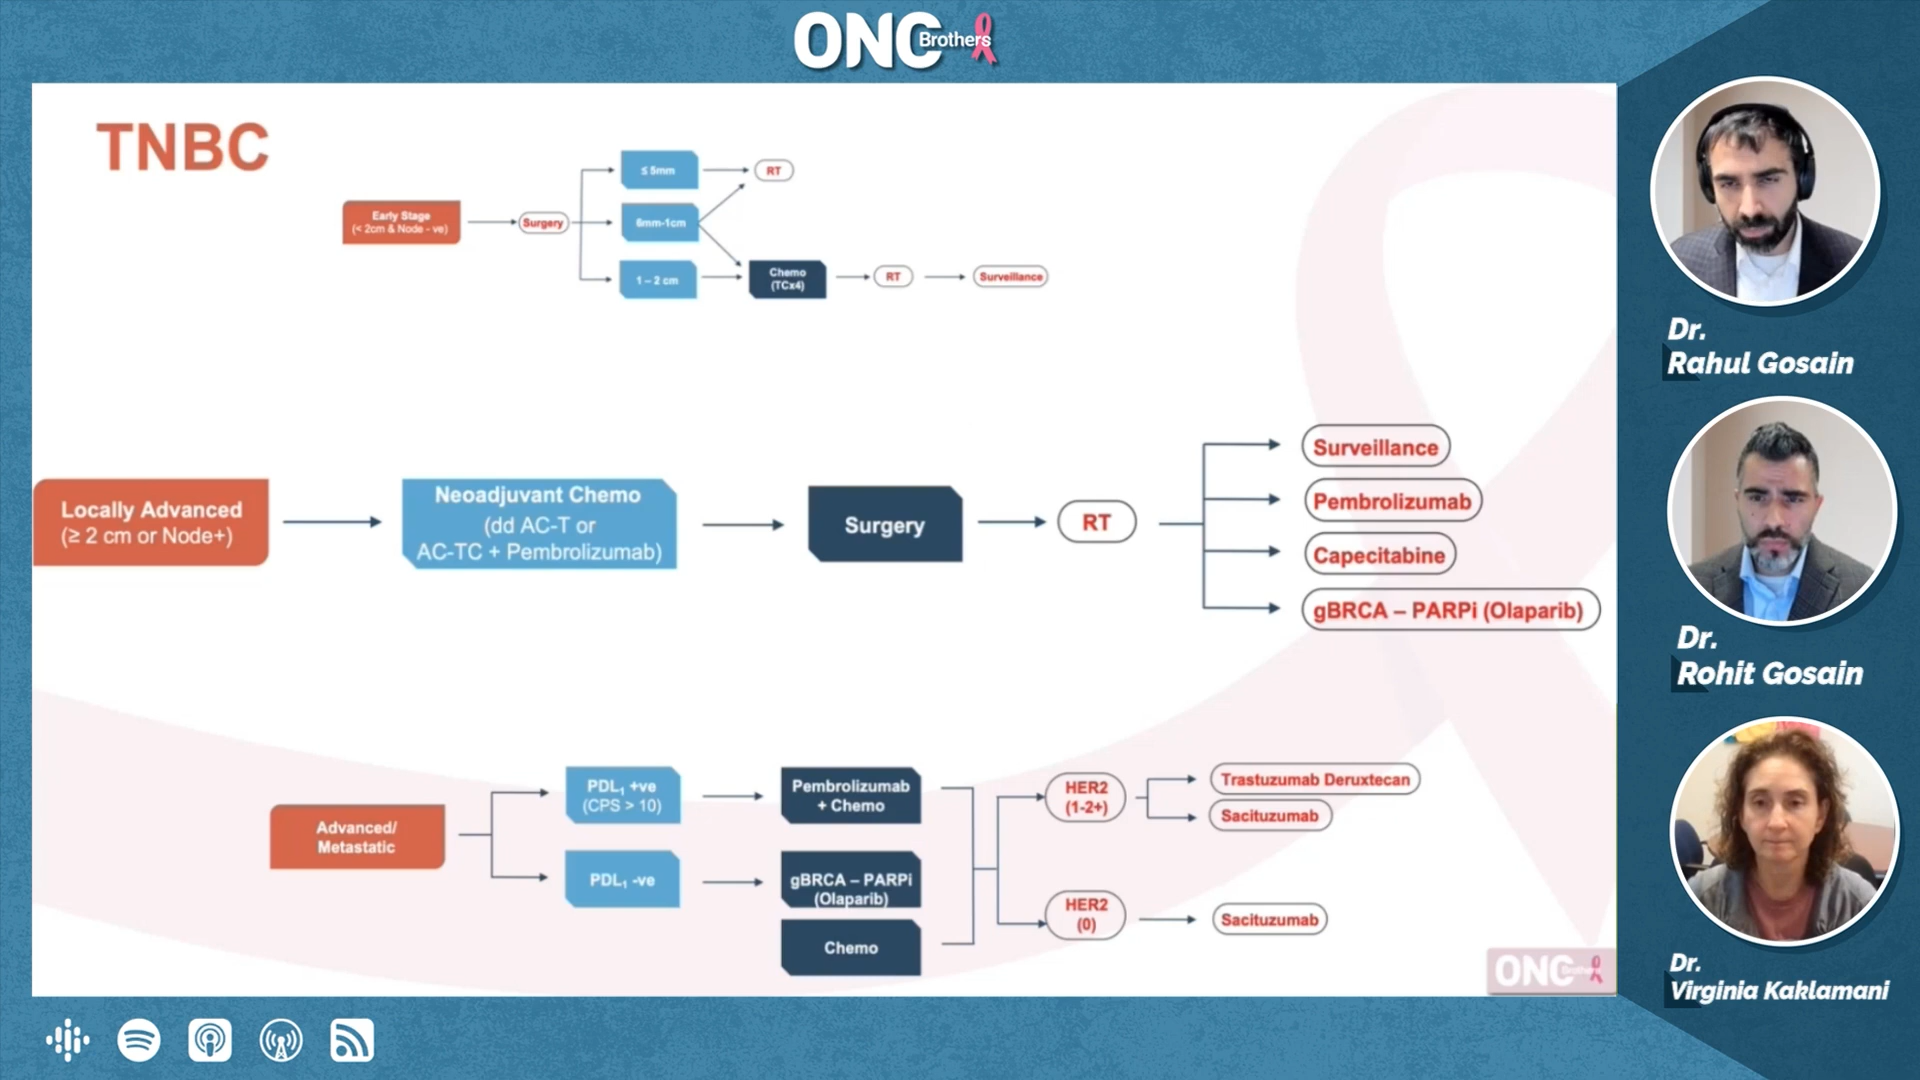 ONC Brothers
TNBC
Early Stage
(< 2cm & Node - ve)
Surgery
≤ 5mm
RT
6mm-1cm
1 – 2 cm
Chemo
(TCx4)
RT
Surveillance
Locally Advanced
(≥ 2 cm or Node+)
Neoadjuvant Chemo
(dd AC-T or
AC-TC + Pembrolizumab)
Surgery
RT
Surveillance
Pembrolizumab
Capecitabine
gBRCA – PARPi (Olaparib)
Advanced/
Metastatic
PDL₁ +ve
(CPS > 10)
Pembrolizumab
+ Chemo
PDL₁ -ve
gBRCA – PARPi
(Olaparib)
Chemo
HER2
(1-2+)
Trastuzumab Deruxtecan
Sacituzumab
HER2
(0)
Sacituzumab
ONC Brothers
Dr.
Rahul Gosain
Dr.
Rohit Gosain
Dr.
Virginia Kaklamani